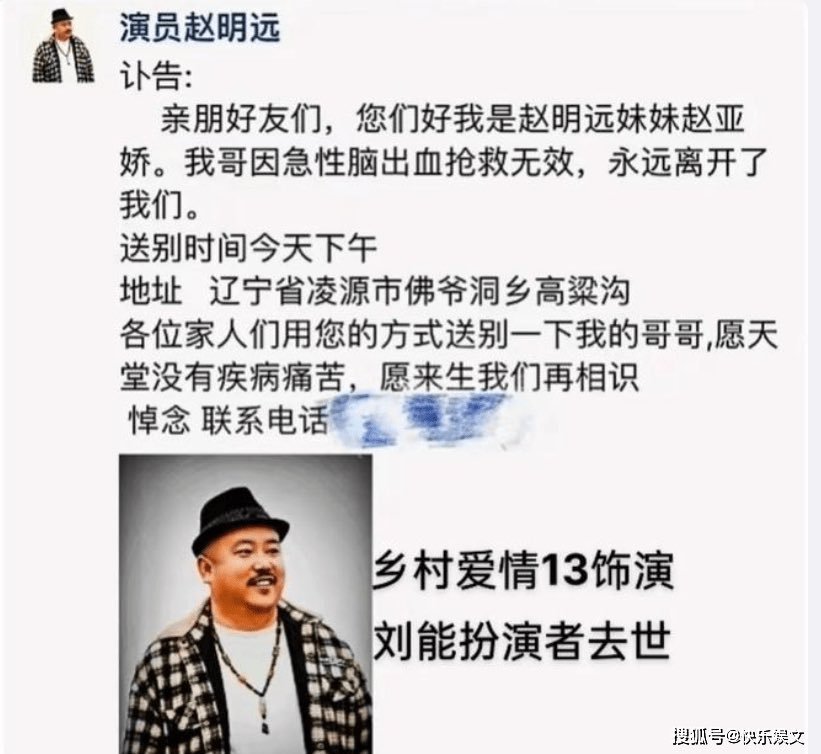 演员赵明远
讣告:
亲朋好友们，您们好我是赵明远妹妹赵亚
娇。我哥因急性脑出血抢救无效，永远离开了
我们。
送别时间今天下午
地址 辽宁省凌源市佛爷洞乡高粱沟
各位家人们用您的方式送别一下我的哥哥,愿天
堂没有疾病痛苦，愿来生我们再相识
悼念 联系电话
乡村爱情13饰演
刘能扮演者去世
搜狐号@快乐娱文